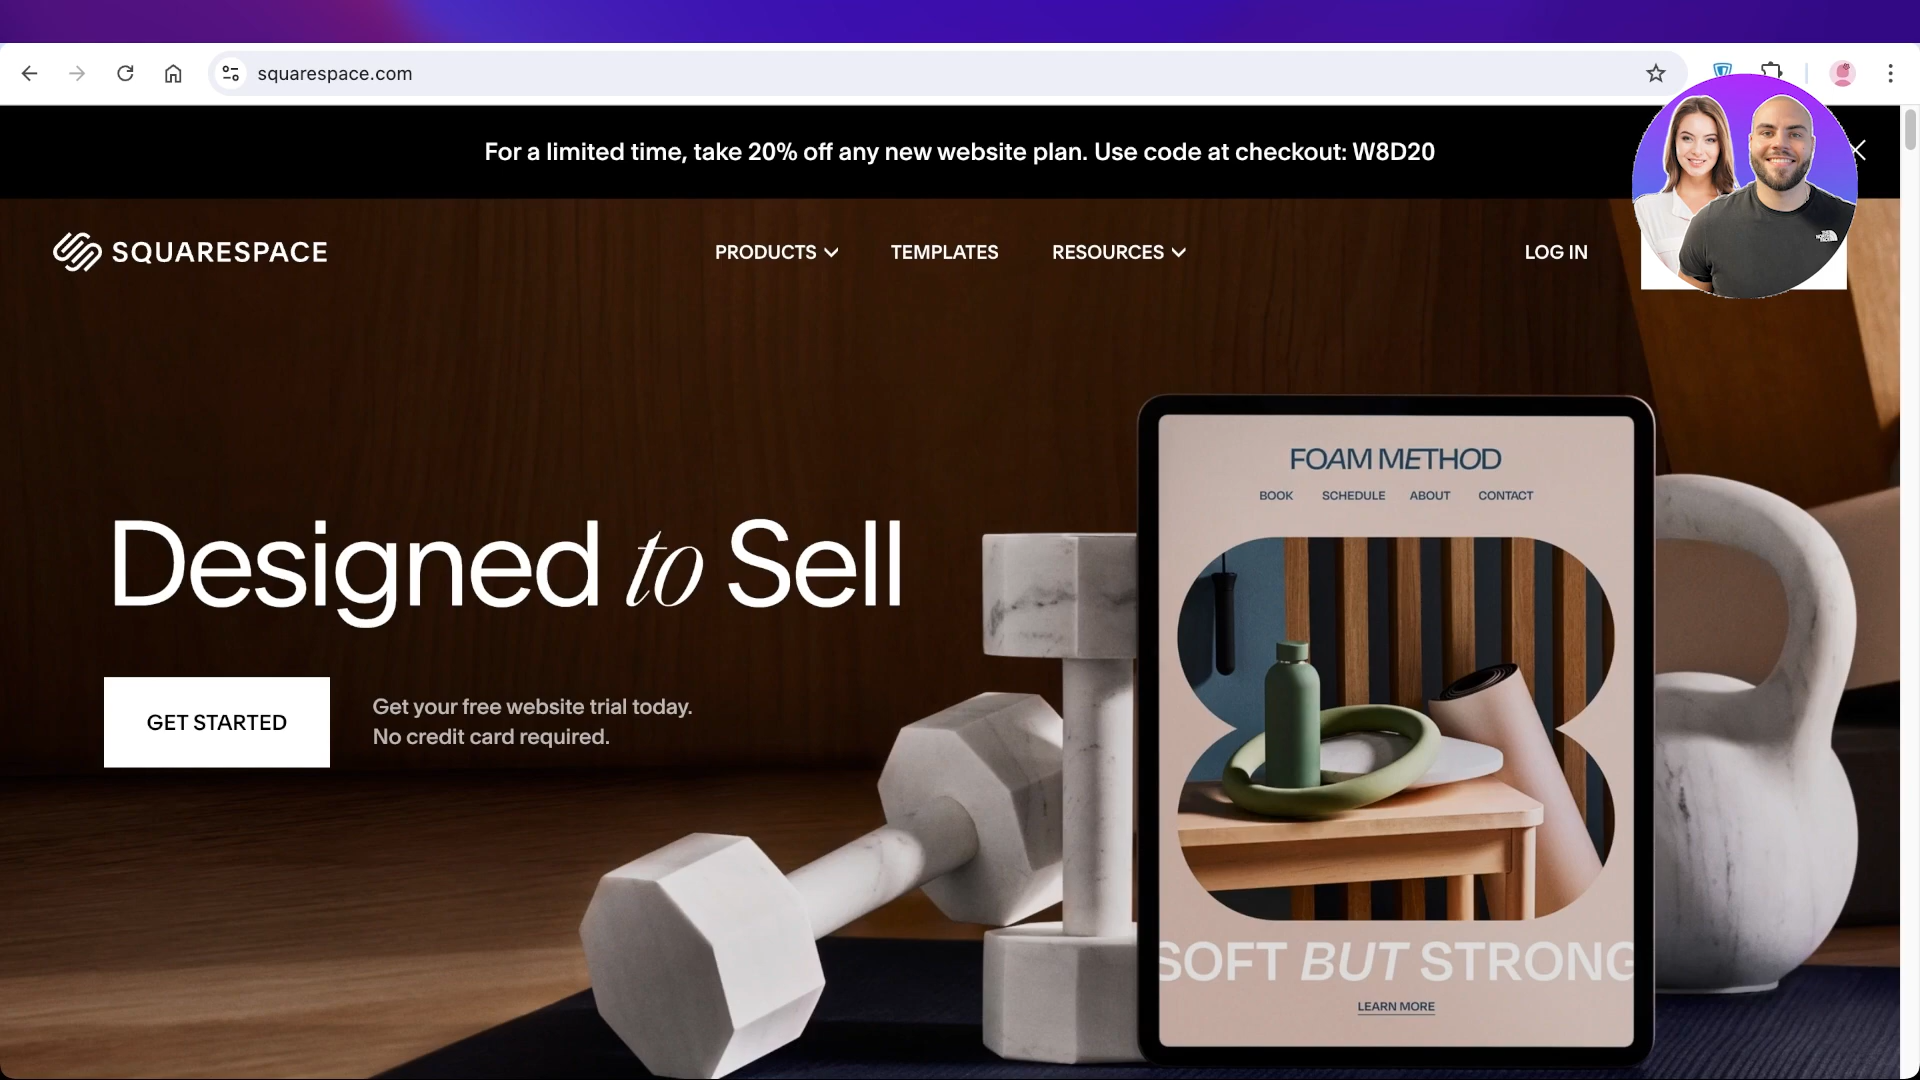 squarespace.com
For a limited time, take 20% off any new website plan. Use code at checkout: W8D20
SQUARESPACE
PRODUCTS
TEMPLATES
RESOURCES
LOG IN
Designed to Sell
GET STARTED
Get your free website trial today.
No credit card required.
FOAM METHOD
BOOK SCHEDULE ABOUT CONTACT
SOFT BUT STRONG
LEARN MORE